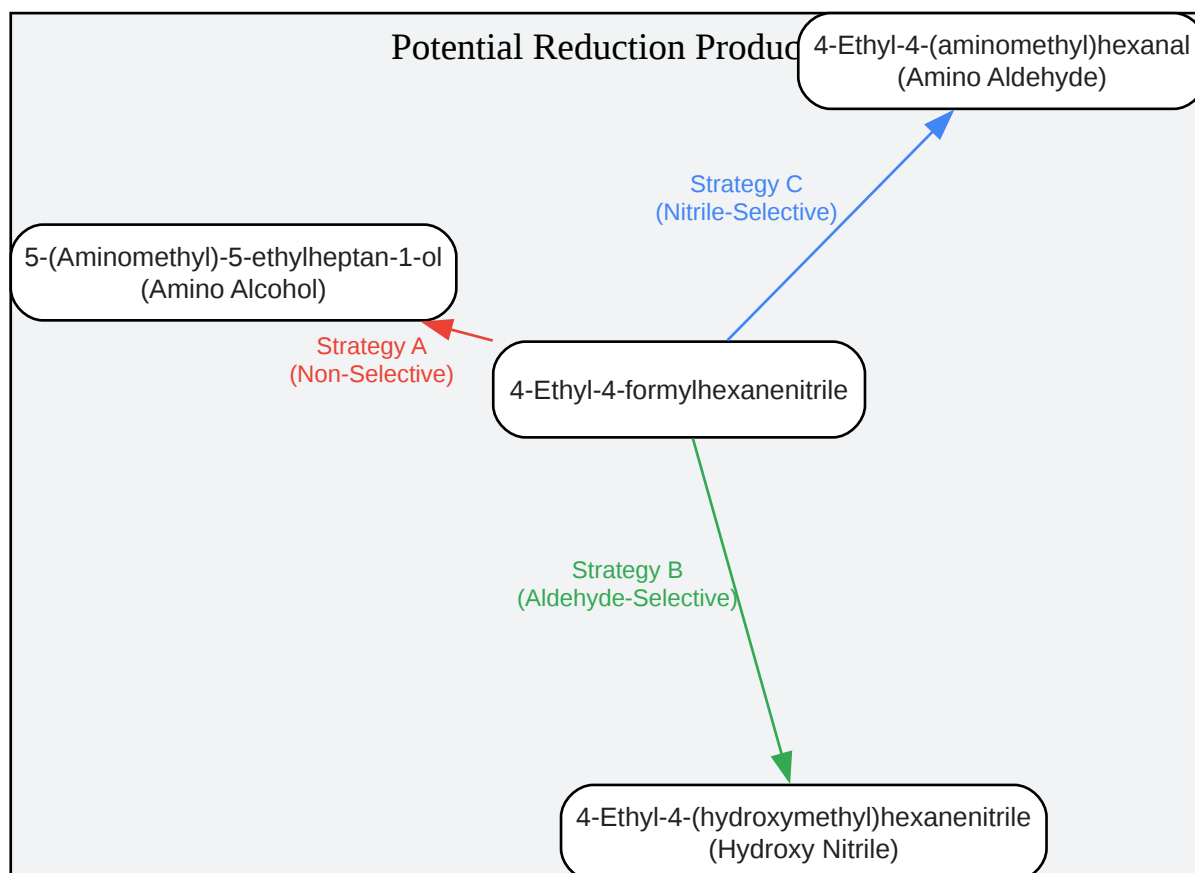 Potential Reduction Produc
4-Ethyl-4-(aminomethyl)hexanal
(Amino Aldehyde)
Strategy C
(Nitrile-Selective)
5-(Aminomethyl)-5-ethylheptan-1-ol
(Amino Alcohol)
Strategy A
(Non-Selective)
4-Ethyl-4-formylhexanenitrile
Strategy B
(Aldehyde-Selective)
4-Ethyl-4-(hydroxymethyl)hexanenitrile
(Hydroxy Nitrile)